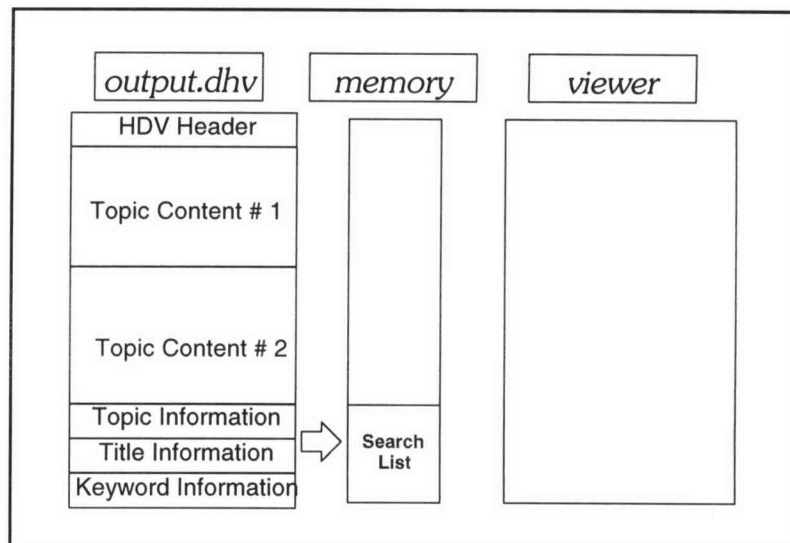 output.dhv
memory
viewer
HDV Header
Topic Content # 1
Topic Content # 2
Topic Information
Title Information
Keyword Information
Search
List